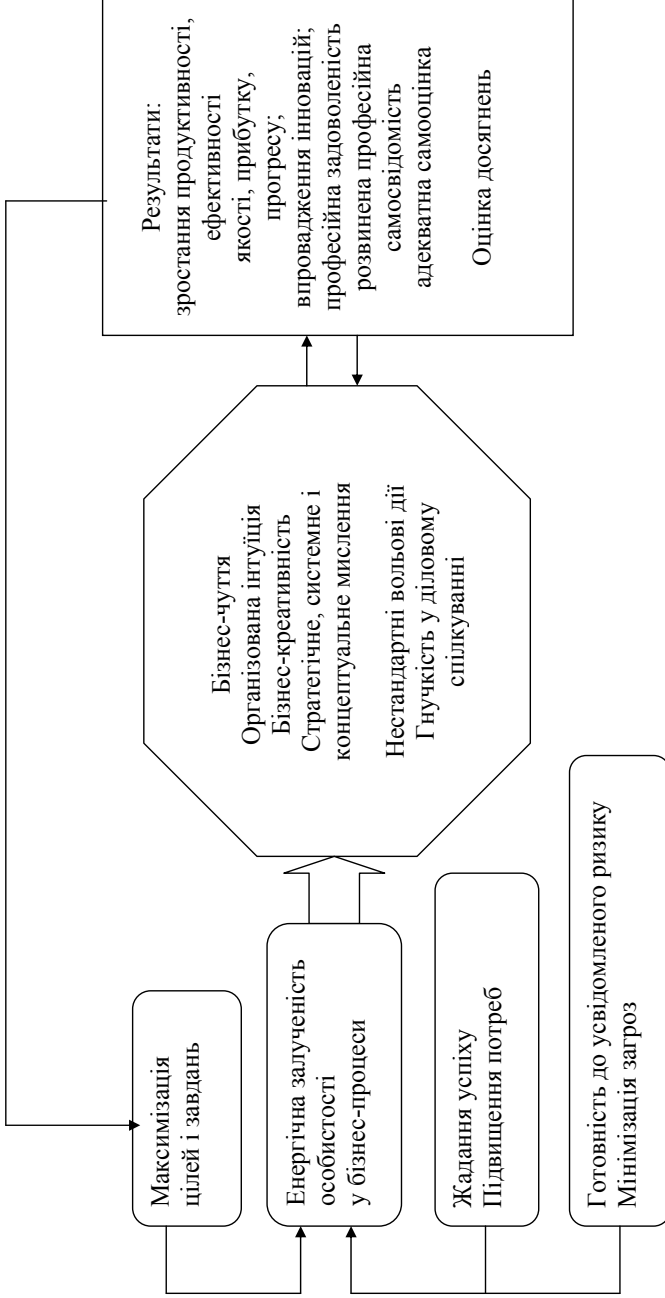 Максимізація
цілей і завдань
Енергічна залученість
особистості
у бізнес-процеси
Жадання успіху
Підвищення потреб
Готовність до усвідомленого ризику
Мінімізація загроз
Бізнес-чуття
Організована інтуїція
Бізнес-креативність
Стратегічне, системне і
концептуальне мислення
Нестандартні вольові дії
Гнучкість у діловому
спілкуванні
Результати:
зростання продуктивності,
ефективності
якості, прибутку,
прогресу;
впровадження інновацій;
професійна задоволеність
розвинена професійна
самосвідомість
адекватна самооцінка
Оцінка досягнень